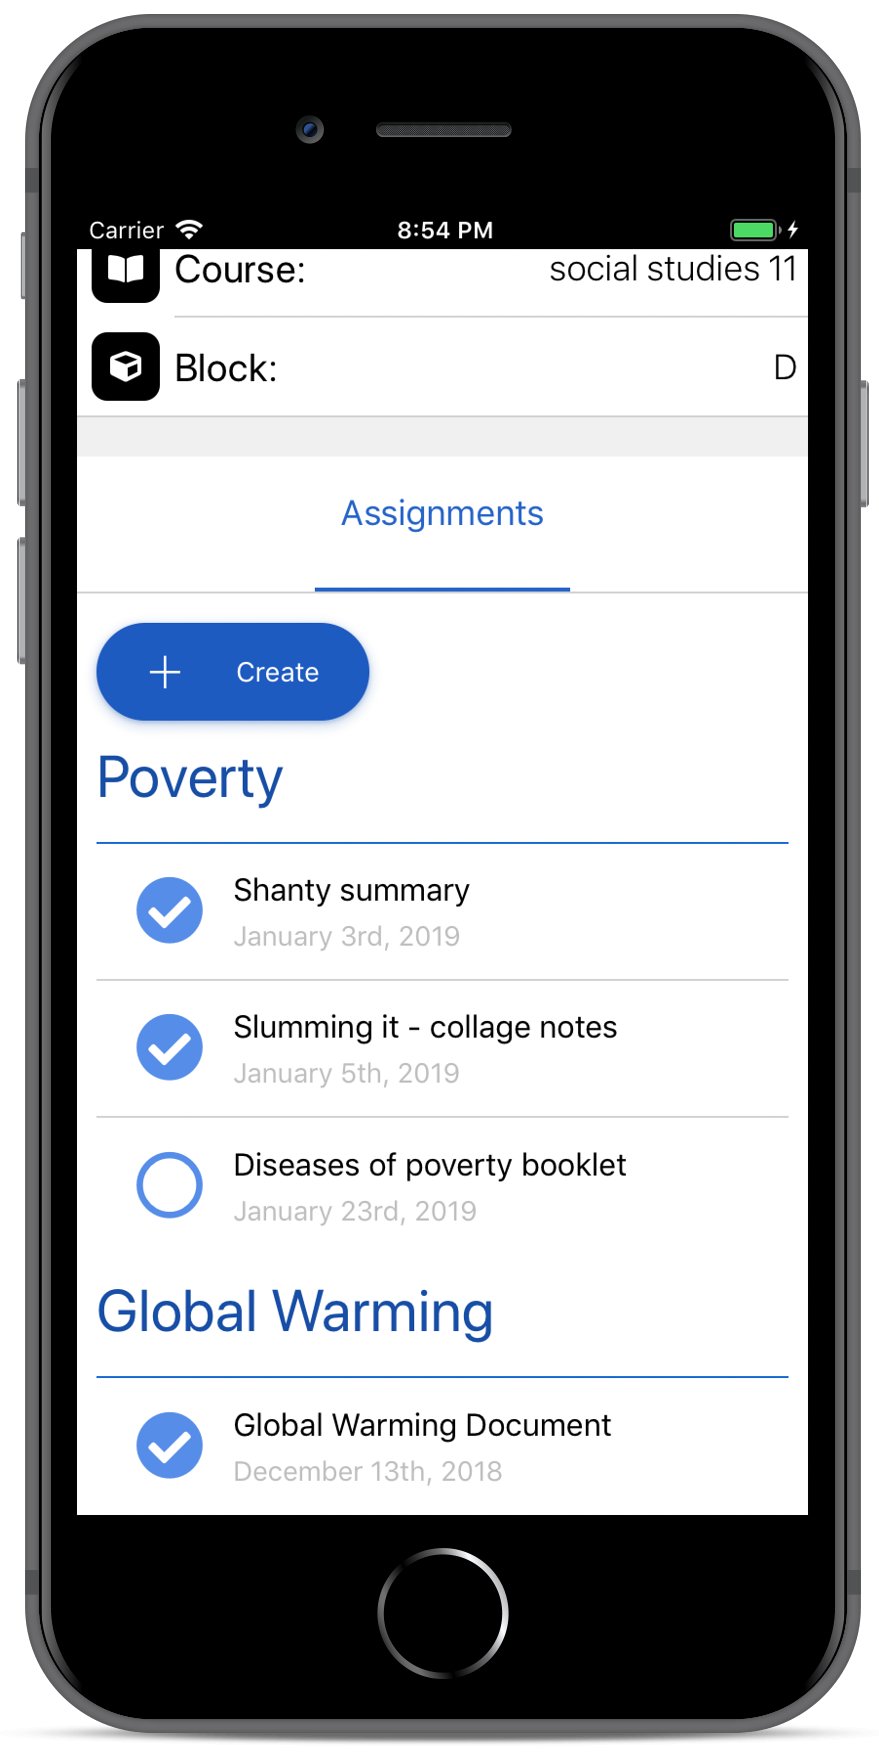 Carrier 8:54 PM
Course: social studies 11
Block: D
Assignments
Create
Poverty
Shanty summary
January 3rd, 2019
Slumming it - collage notes
January 5th, 2019
Diseases of poverty booklet
January 23rd, 2019
Global Warming
Global Warming Document
December 13th, 2018